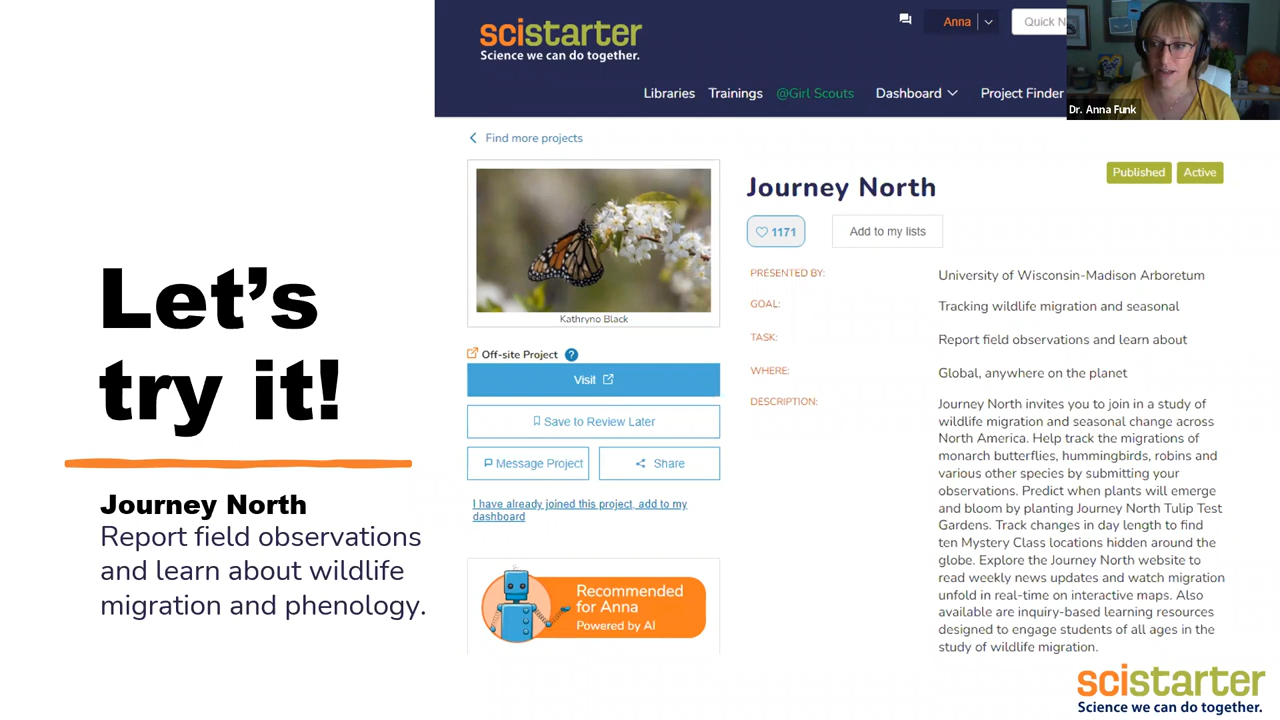 Let's
try it!
Journey North
Report field observations
and learn about wildlife
migration and phenology.
scistarter
Science we can do together.
Anna
Quick N
Libraries
Trainings
@Girl Scouts
Dashboard
Project Finder
Dr. Anna Funk
Find more projects
Kathryno Black
Off-site Project ?
Visit
Save to Review Later
Message Project
Share
I have already joined this project, add to my
dashboard
Recommended
for Anna
Powered by AI
Journey North
Published
Active
1171
Add to my lists
PRESENTED BY: University of Wisconsin-Madison Arboretum
GOAL: Tracking wildlife migration and seasonal
TASK: Report field observations and learn about
WHERE: Global, anywhere on the planet
DESCRIPTION: Journey North invites you to join in a study of
wildlife migration and seasonal change across
North America. Help track the migrations of
monarch butterflies, hummingbirds, robins and
various other species by submitting your
observations. Predict when plants will emerge
and bloom by planting Journey North Tulip Test
Gardens. Track changes in day length to find
ten Mystery Class locations hidden around the
globe. Explore the Journey North website to
read weekly news updates and watch migration
unfold in real-time on interactive maps. Also
available are inquiry-based learning resources
designed to engage students of all ages in the
study of wildlife migration.
scistarter
Science we can do together.